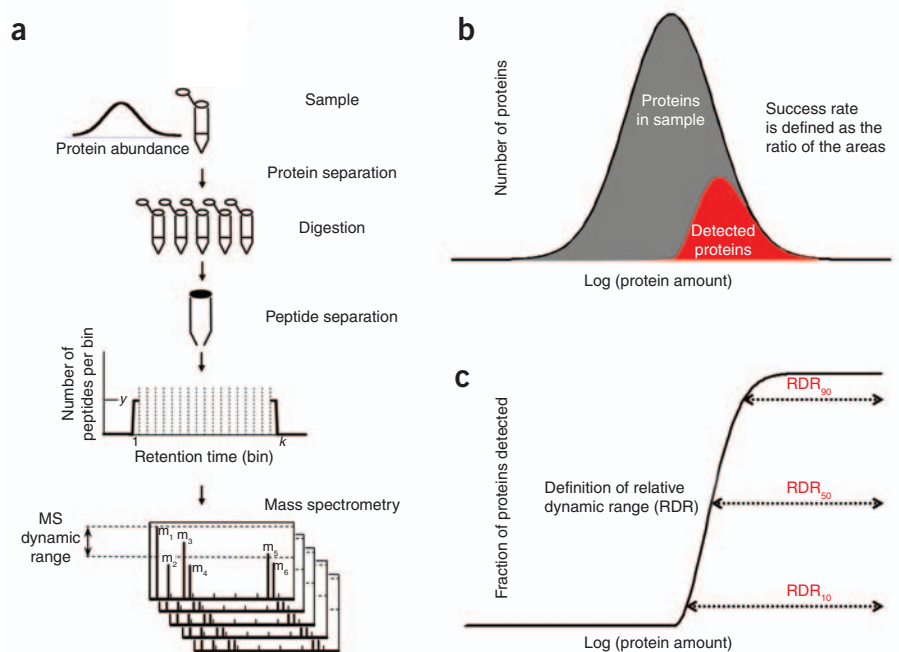 a
Sample
Protein abundance
Protein separation
Digestion
Peptide separation
Number of
peptides per bin
y
1
k
Retention time (bin)
Mass spectrometry
MS
dynamic
range
m1
m2
m3
m4
m5
m6
b
Number of proteins
Proteins
in sample
Detected
proteins
Success rate
is defined as the
ratio of the areas
Log (protein amount)
c
Fraction of proteins detected
Definition of relative
dynamic range (RDR)
RDR90
RDR50
RDR10
Log (protein amount)